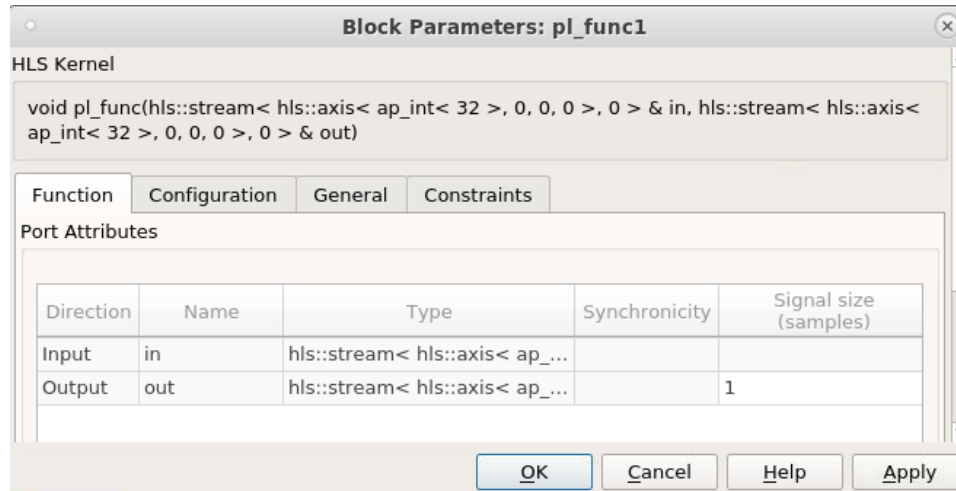 Block Parameters: pl_func1
HLS Kernel
void pl_func(hls::stream< hls::axis< ap_int< 32 >, 0, 0, 0 >, 0 > & in, hls::stream< hls::axis<
ap_int< 32 >, 0, 0, 0 >, 0 > & out)
Function Configuration General Constraints
Port Attributes
Direction Name Type Synchronicity Signal size
(samples)
Input in hls::stream< hls::axis< ap_...
Output out hls::stream< hls::axis< ap_... 1
OK Cancel Help Apply